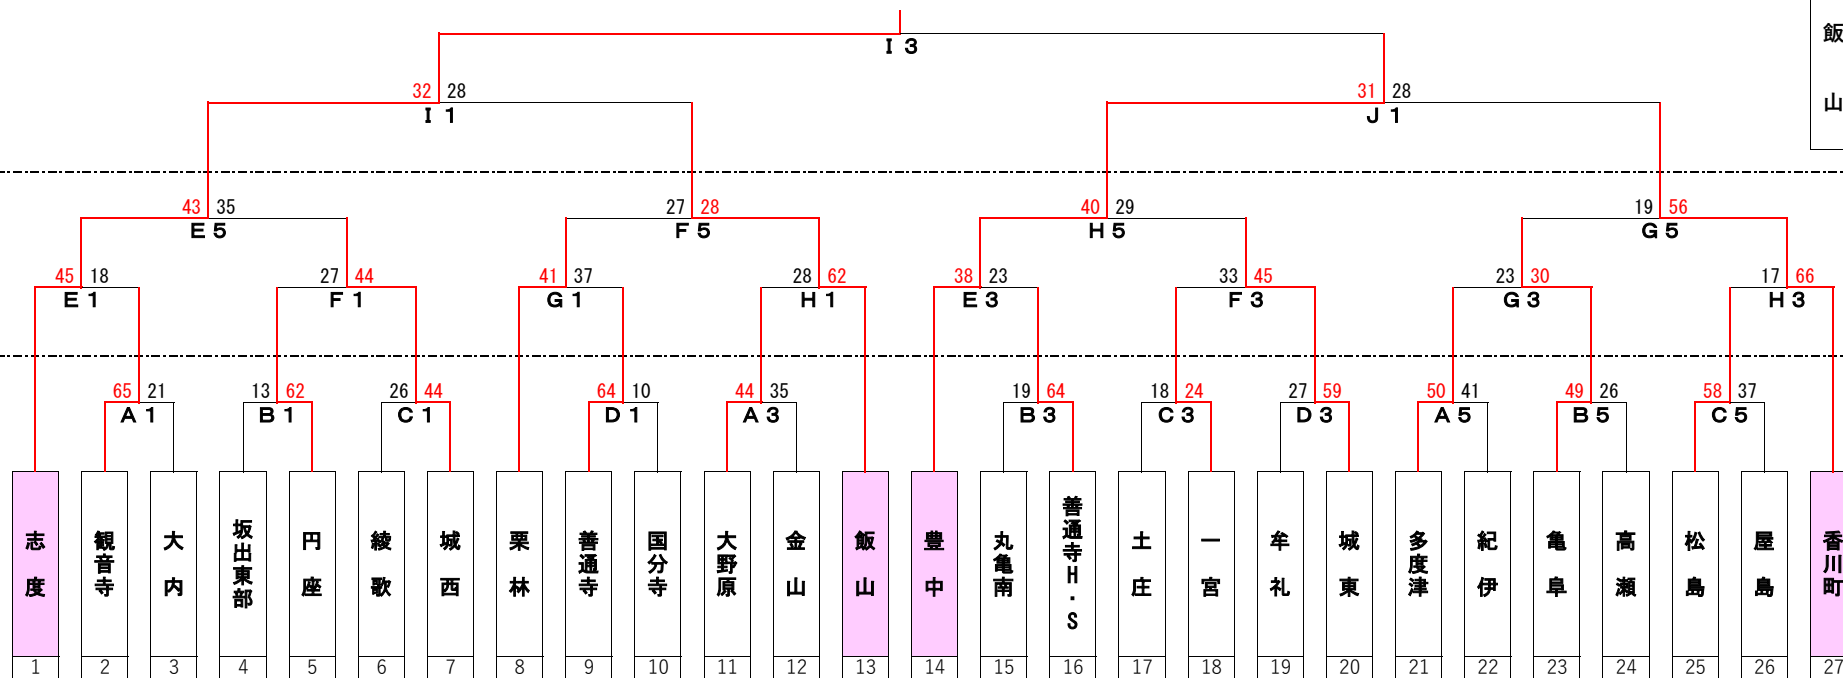 飯山
I 3
32 28 31 28
I 1 J 1
43 35 27 28 40 29 19 56
E 5 F 5 H 5 G 5
45 18 27 44 41 37 28 62 38 23 33 45 23 30 17 66
E 1 F 1 G 1 H 1 E 3 F 3 G 3 H 3
65 21 13 62 26 44 64 10 44 35 19 64 18 24 27 59 50 41 49 26 58 37
A 1 B 1 C 1 D 1 A 3 B 3 C 3 D 3 A 5 B 5 C 5
志度
観音寺
大内
坂出東部
円座
綾歌
城西
栗林
善通寺
国分寺
大野原
金山
飯山
豊中
丸亀南
善通寺H・S
土庄
一宮
牟礼
城東
多度津
紀伊
亀阜
高瀬
松島
屋島
香川町
1 2 3 4 5 6 7 8 9 10 11 12 13 14 15 16 17 18 19 20 21 22 23 24 25 26 27